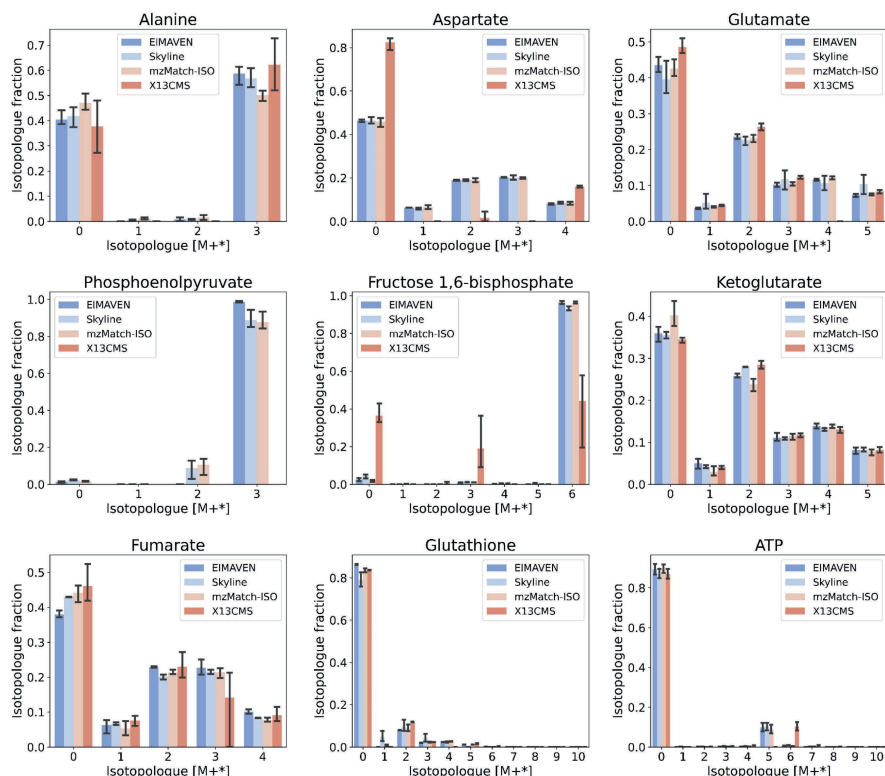 Alanine
Isotopologue fraction
0.7
0.6
0.5
0.4
0.3
0.2
0.1
0.0
EIMAVEN
Skyline
mzMatch-ISO
X13CMS
0 1 2 3
Isotopologue [M+*]
Aspartate
Isotopologue fraction
0.8
0.6
0.4
0.2
0.0
EIMAVEN
Skyline
mzMatch-ISO
X13CMS
0 1 2 3 4
Isotopologue [M+*]
Glutamate
Isotopologue fraction
0.5
0.4
0.3
0.2
0.1
0.0
EIMAVEN
Skyline
mzMatch-ISO
X13CMS
0 1 2 3 4 5
Isotopologue [M+*]
Phosphoenolpyruvate
Isotopologue fraction
1.0
0.8
0.6
0.4
0.2
0.0
EIMAVEN
Skyline
mzMatch-ISO
X13CMS
0 1 2 3
Isotopologue [M+*]
Fructose 1,6-bisphosphate
Isotopologue fraction
1.0
0.8
0.6
0.4
0.2
0.0
EIMAVEN
Skyline
mzMatch-ISO
X13CMS
0 1 2 3 4 5 6
Isotopologue [M+*]
Ketoglutarate
Isotopologue fraction
0.4
0.3
0.2
0.1
0.0
EIMAVEN
Skyline
mzMatch-ISO
X13CMS
0 1 2 3 4 5
Isotopologue [M+*]
Fumarate
Isotopologue fraction
0.5
0.4
0.3
0.2
0.1
0.0
EIMAVEN
Skyline
mzMatch-ISO
X13CMS
0 1 2 3 4
Isotopologue [M+*]
Glutathione
Isotopologue fraction
0.8
0.6
0.4
0.2
0.0
EIMAVEN
Skyline
mzMatch-ISO
X13CMS
0 1 2 3 4 5 6 7 8 9 10
Isotopologue [M+*]
ATP
Isotopologue fraction
0.8
0.6
0.4
0.2
0.0
EIMAVEN
Skyline
mzMatch-ISO
X13CMS
0 1 2 3 4 5 6 7 8 9 10
Isotopologue [M+*]